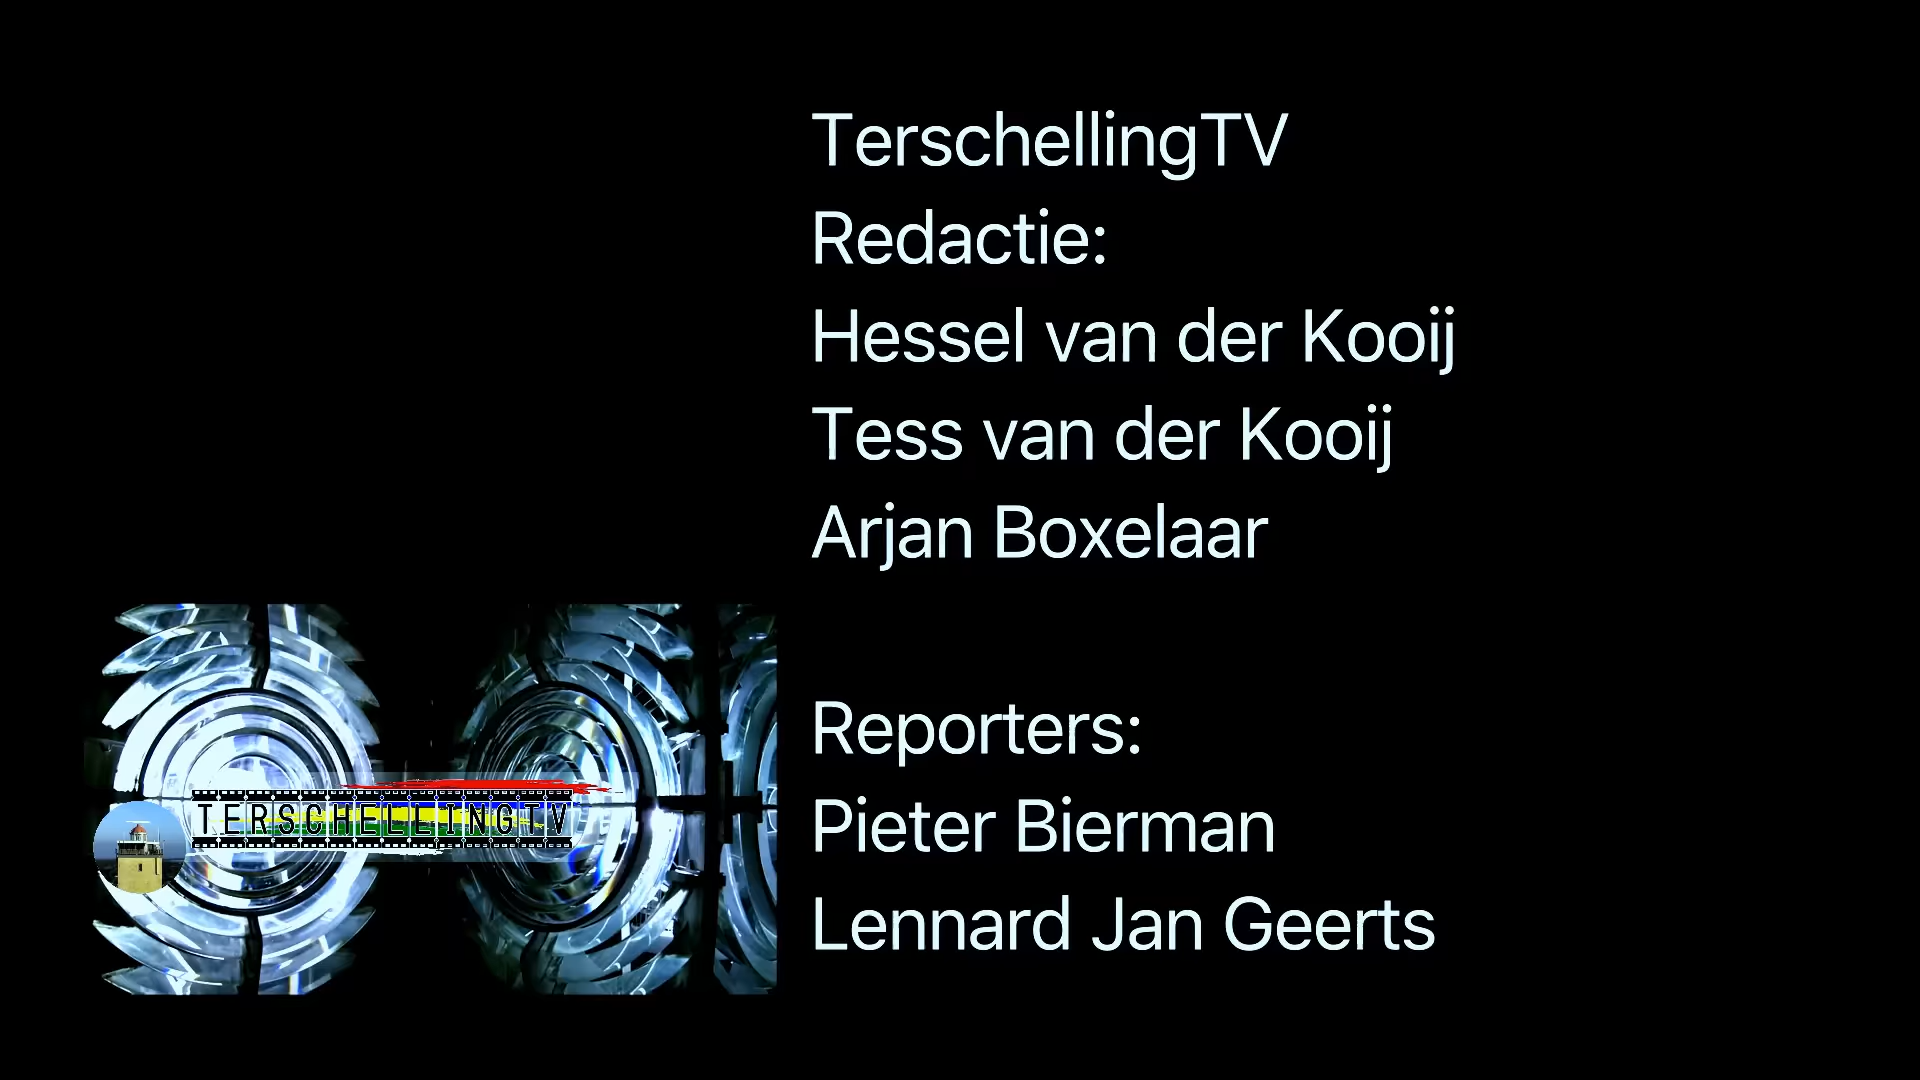 TerschellingTV
Redactie:
Hessel van der Kooij
Tess van der Kooij
Arjan Boxelaar
Reporters:
Pieter Bierman
Lennard Jan Geerts
TERSCHELLINGTV